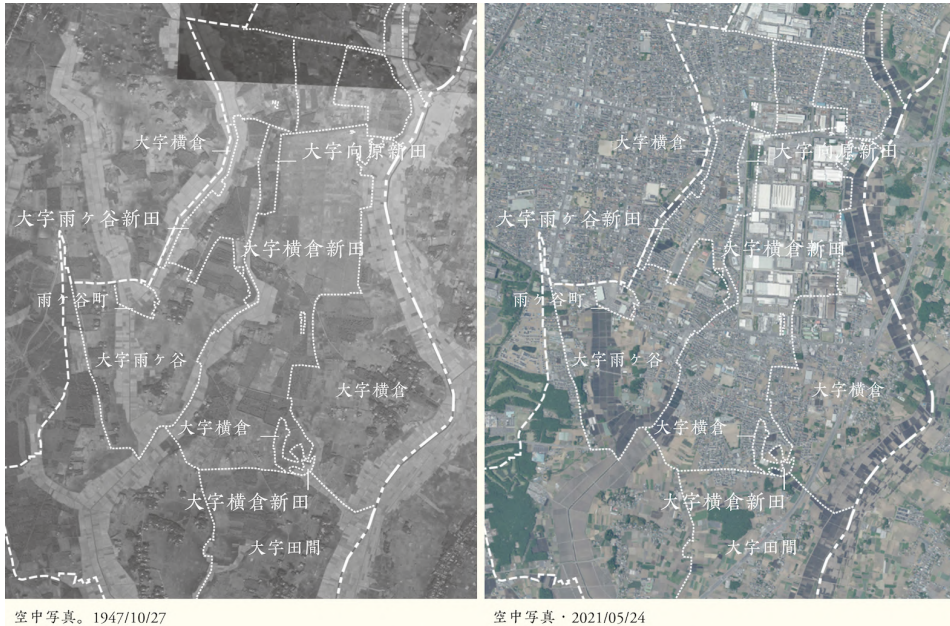 大字横倉
大字向原新田
大字雨ケ谷新田
大字横倉新田
雨ケ谷町
大字雨ケ谷
大字横倉
大字横倉
大字横倉新田
大字田間
空中写真。1947/10/27
大字横倉
大字向原新田
大字雨ケ谷新田
大字横倉新田
雨ケ谷町
大字雨ケ谷
大字横倉
大字横倉
大字横倉新田
大字田間
空中写真・2021/05/24